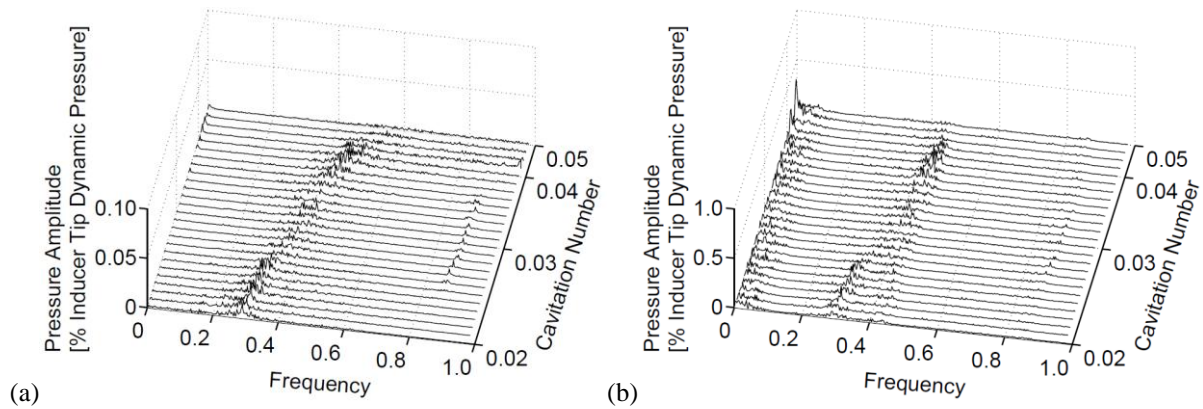 Pressure Amplitude
[% Inducer Tip Dynamic Pressure]
0.10
0.05
0
0
0.2
0.4
0.6
0.8
1.0
Frequency
0.05
0.04
0.03
0.02
Cavitation Number
(a)
Pressure Amplitude
[% Inducer Tip Dynamic Pressure]
1.0
0.5
0
0
0.2
0.4
0.6
0.8
1.0
Frequency
0.05
0.04
0.03
0.02
Cavitation Number
(b)